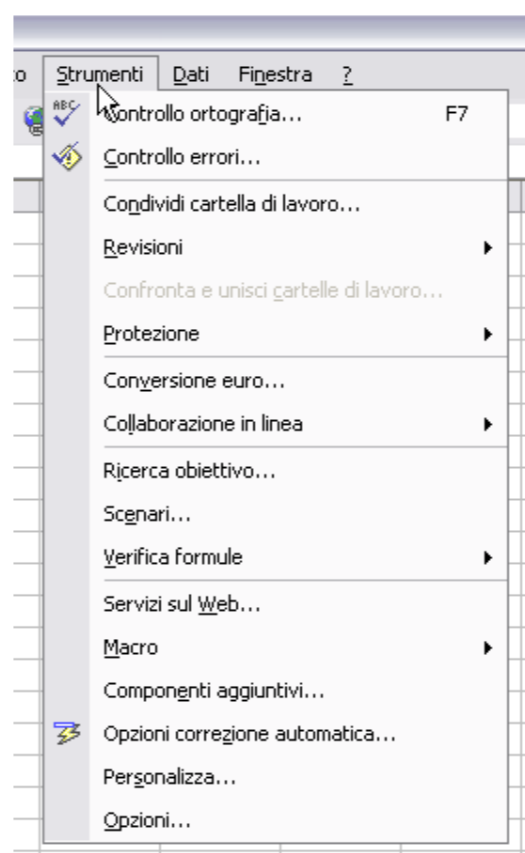 o Strumenti Dati Finestra ?
ABC Controllo ortografia... F7
Controllo errori...
Condividi cartella di lavoro...
Revisioni
Confronta e unisci cartelle di lavoro...
Protezione
Conversione euro...
Collaborazione in linea
Ricerca obiettivo...
Scenari...
Verifica formule
Servizi sul Web...
Macro
Componenti aggiuntivi...
Opzioni correzione automatica...
Personalizza...
Opzioni...